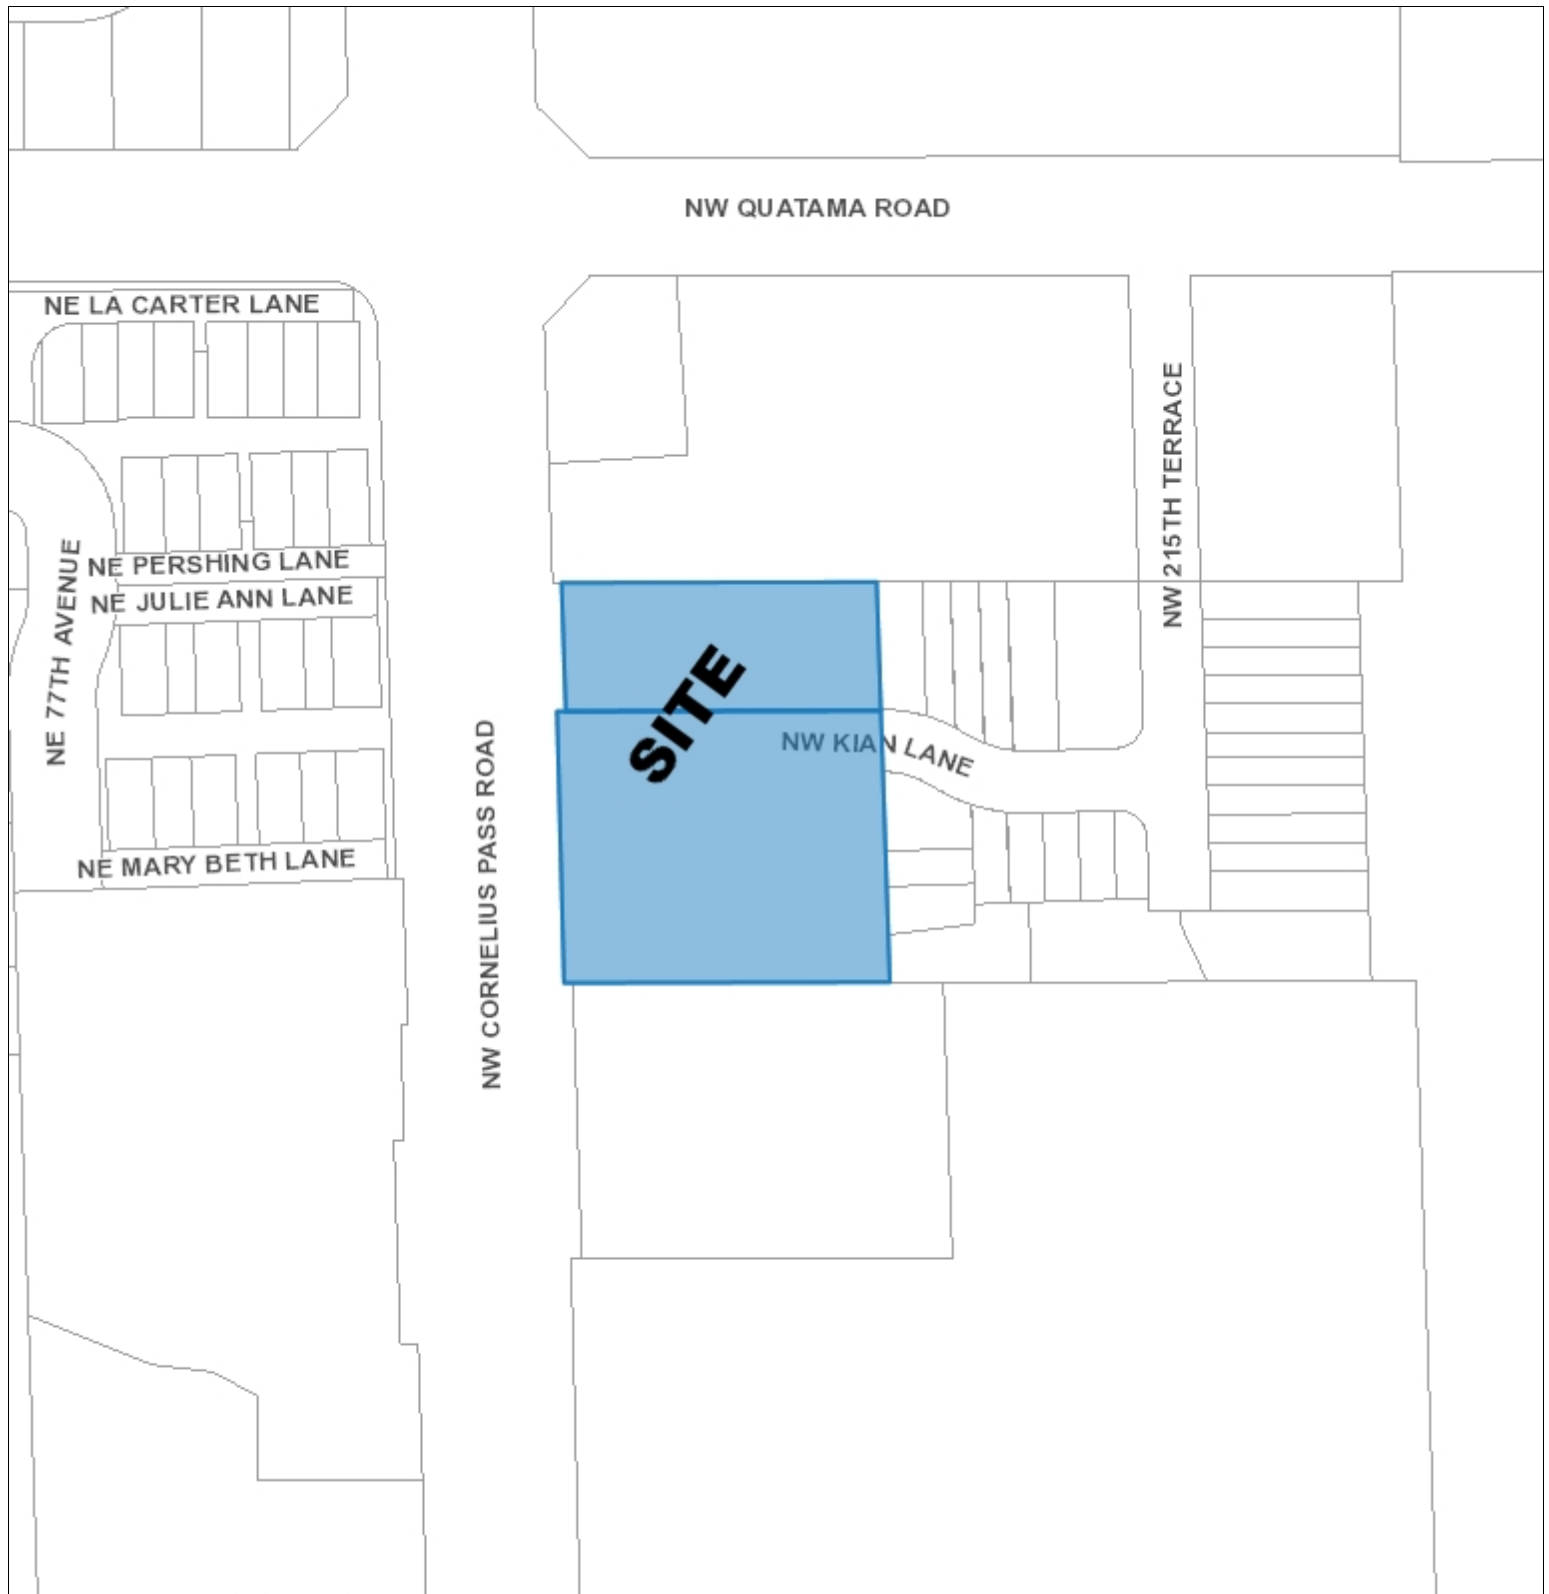 NW QUATAMA ROAD
NE LA CARTER LANE
NW 215TH TERRACE
NE PERSHING LANE
NE JULIE ANN LANE
NE 77TH AVENUE
SITE
NW KIAN LANE
NW CORNELIUS PASS ROAD
NE MARY BETH LANE